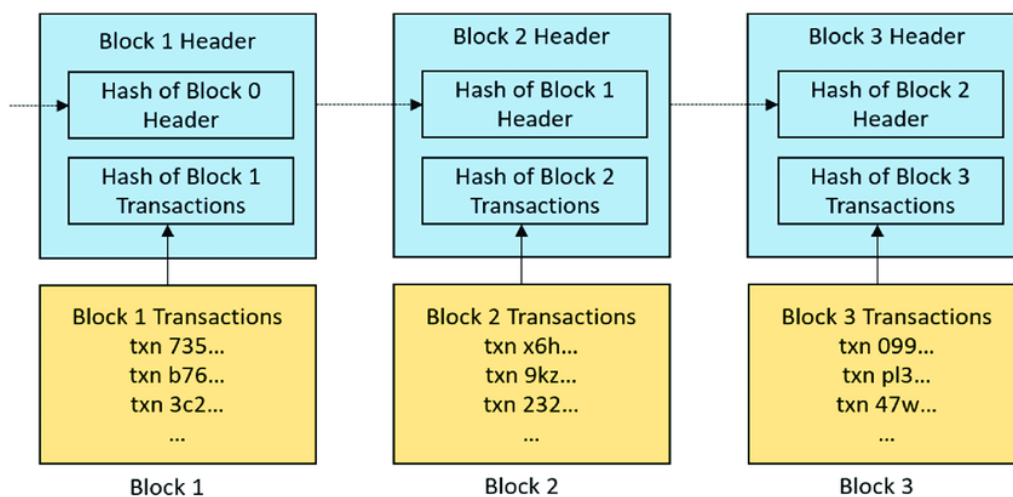 Block 1 Header
Hash of Block 0
Header
Hash of Block 1
Transactions
Block 1 Transactions
txn 735...
txn b76...
txn 3c2...
...
Block 1
Block 2 Header
Hash of Block 1
Header
Hash of Block 2
Transactions
Block 2 Transactions
txn x6h...
txn 9kz...
txn 232...
...
Block 2
Block 3 Header
Hash of Block 2
Header
Hash of Block 3
Transactions
Block 3 Transactions
txn 099...
txn pl3...
txn 47w...
...
Block 3